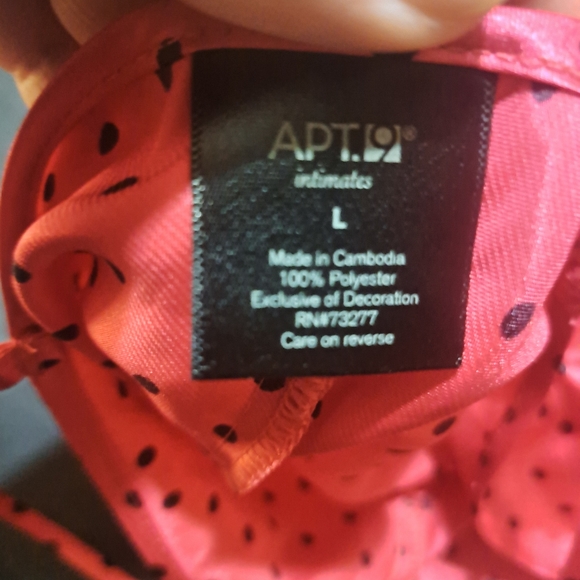 APT.9®
intimates
L
Made in Cambodia
100% Polyester
Exclusive of Decoration
RN#73277
Care on reverse